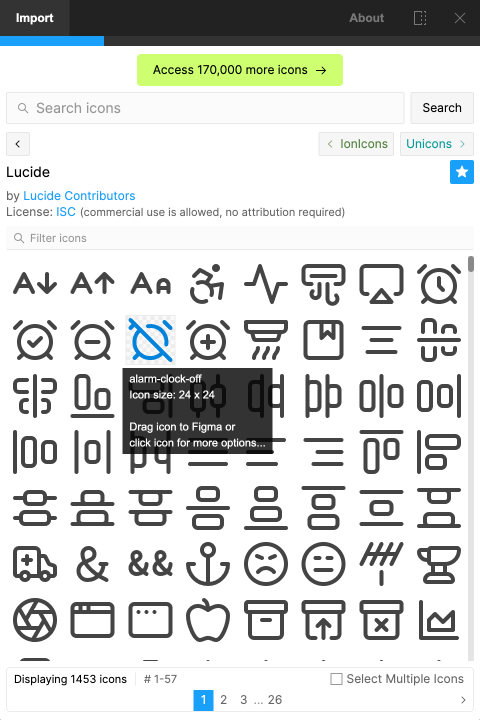 Import
About
Access 170,000 more icons →
Search icons
Search
< IonIcons
Unicons >
Lucide
by Lucide Contributors
License: ISC (commercial use is allowed, no attribution required)
Filter icons
alarm-clock-off
Icon size: 24 x 24
Drag icon to Figma or
click icon for more options...
Displaying 1453 icons
# 1-57
Select Multiple Icons
1 2 3 ... 26 >